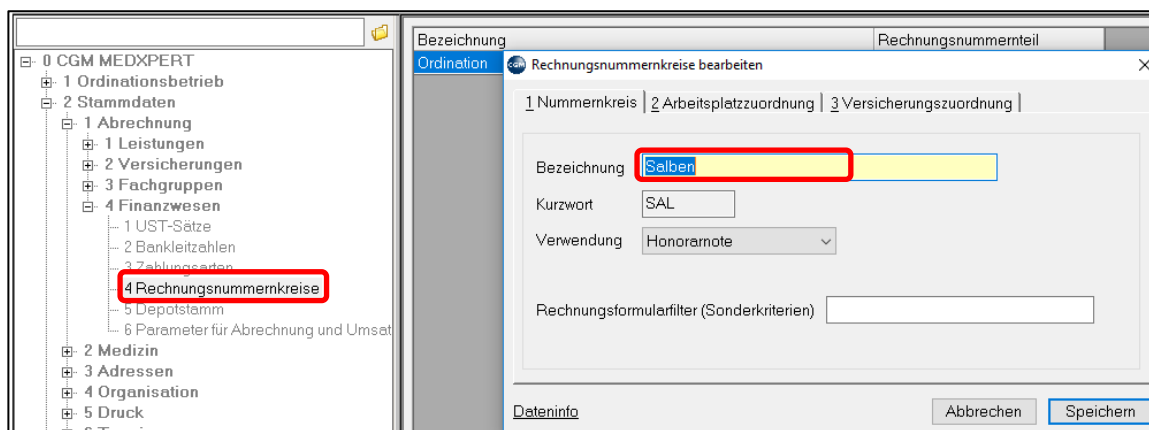 0 CGM MEDXPERT
1 Ordinationsbetrieb
2 Stammdaten
1 Abrechnung
1 Leistungen
2 Versicherungen
3 Fachgruppen
4 Finanzwesen
1 UST-Sätze
2 Bankleitzahlen
3 Zahlungsarten
4 Rechnungsnummernkreise
5 Depotstamm
6 Parameter für Abrechnung und Umsat
2 Medizin
3 Adressen
4 Organisation
5 Druck
Bezeichnung Rechnungsnummernteil
Ordination
CGM Rechnungsnummernkreise bearbeiten
1 Nummernkreis 2 Arbeitsplatzzuordnung 3 Versicherungszuordnung
Bezeichnung Salben
Kurzwort SAL
Verwendung Honorarnote
Rechnungsformularfilter (Sonderkriterien)
Dateninfo Abbrechen Speichern